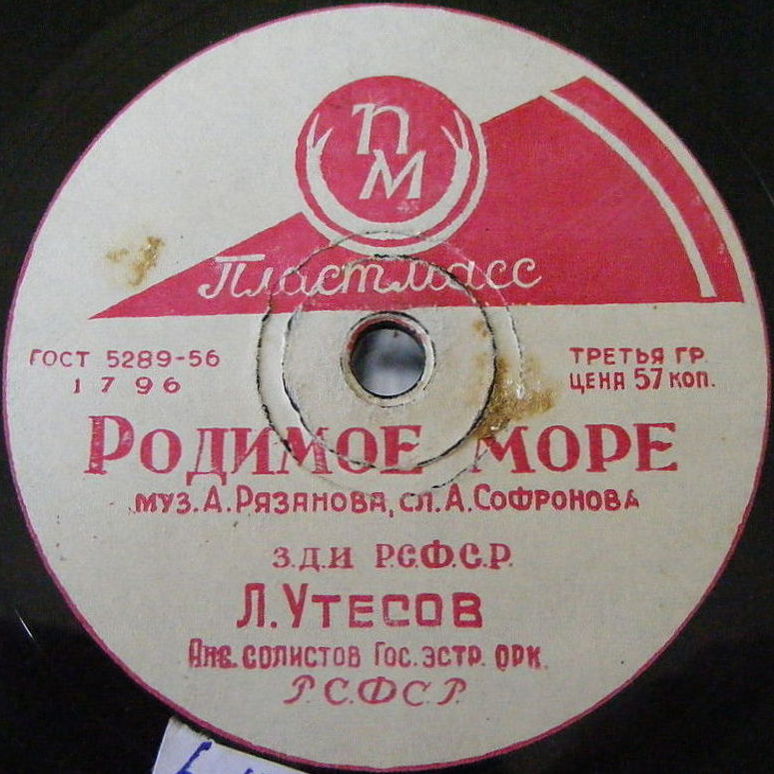 ПМ
Пластмасс
ГОСТ 5289-56
1796
ТРЕТЬЯ ГР.
ЦЕНА 57 КОП.
РОДИМОЕ МОРЕ
МУЗ. А. РЯЗАНОВА, СЛ. А. СОФРОНОВА
З.Д.И Р.С.Ф.С.Р.
Л. УТЕСОВ
АНС. СОЛИСТОВ ГОС. ЭСТР. ОРК.
Р.С.Ф.С.Р.